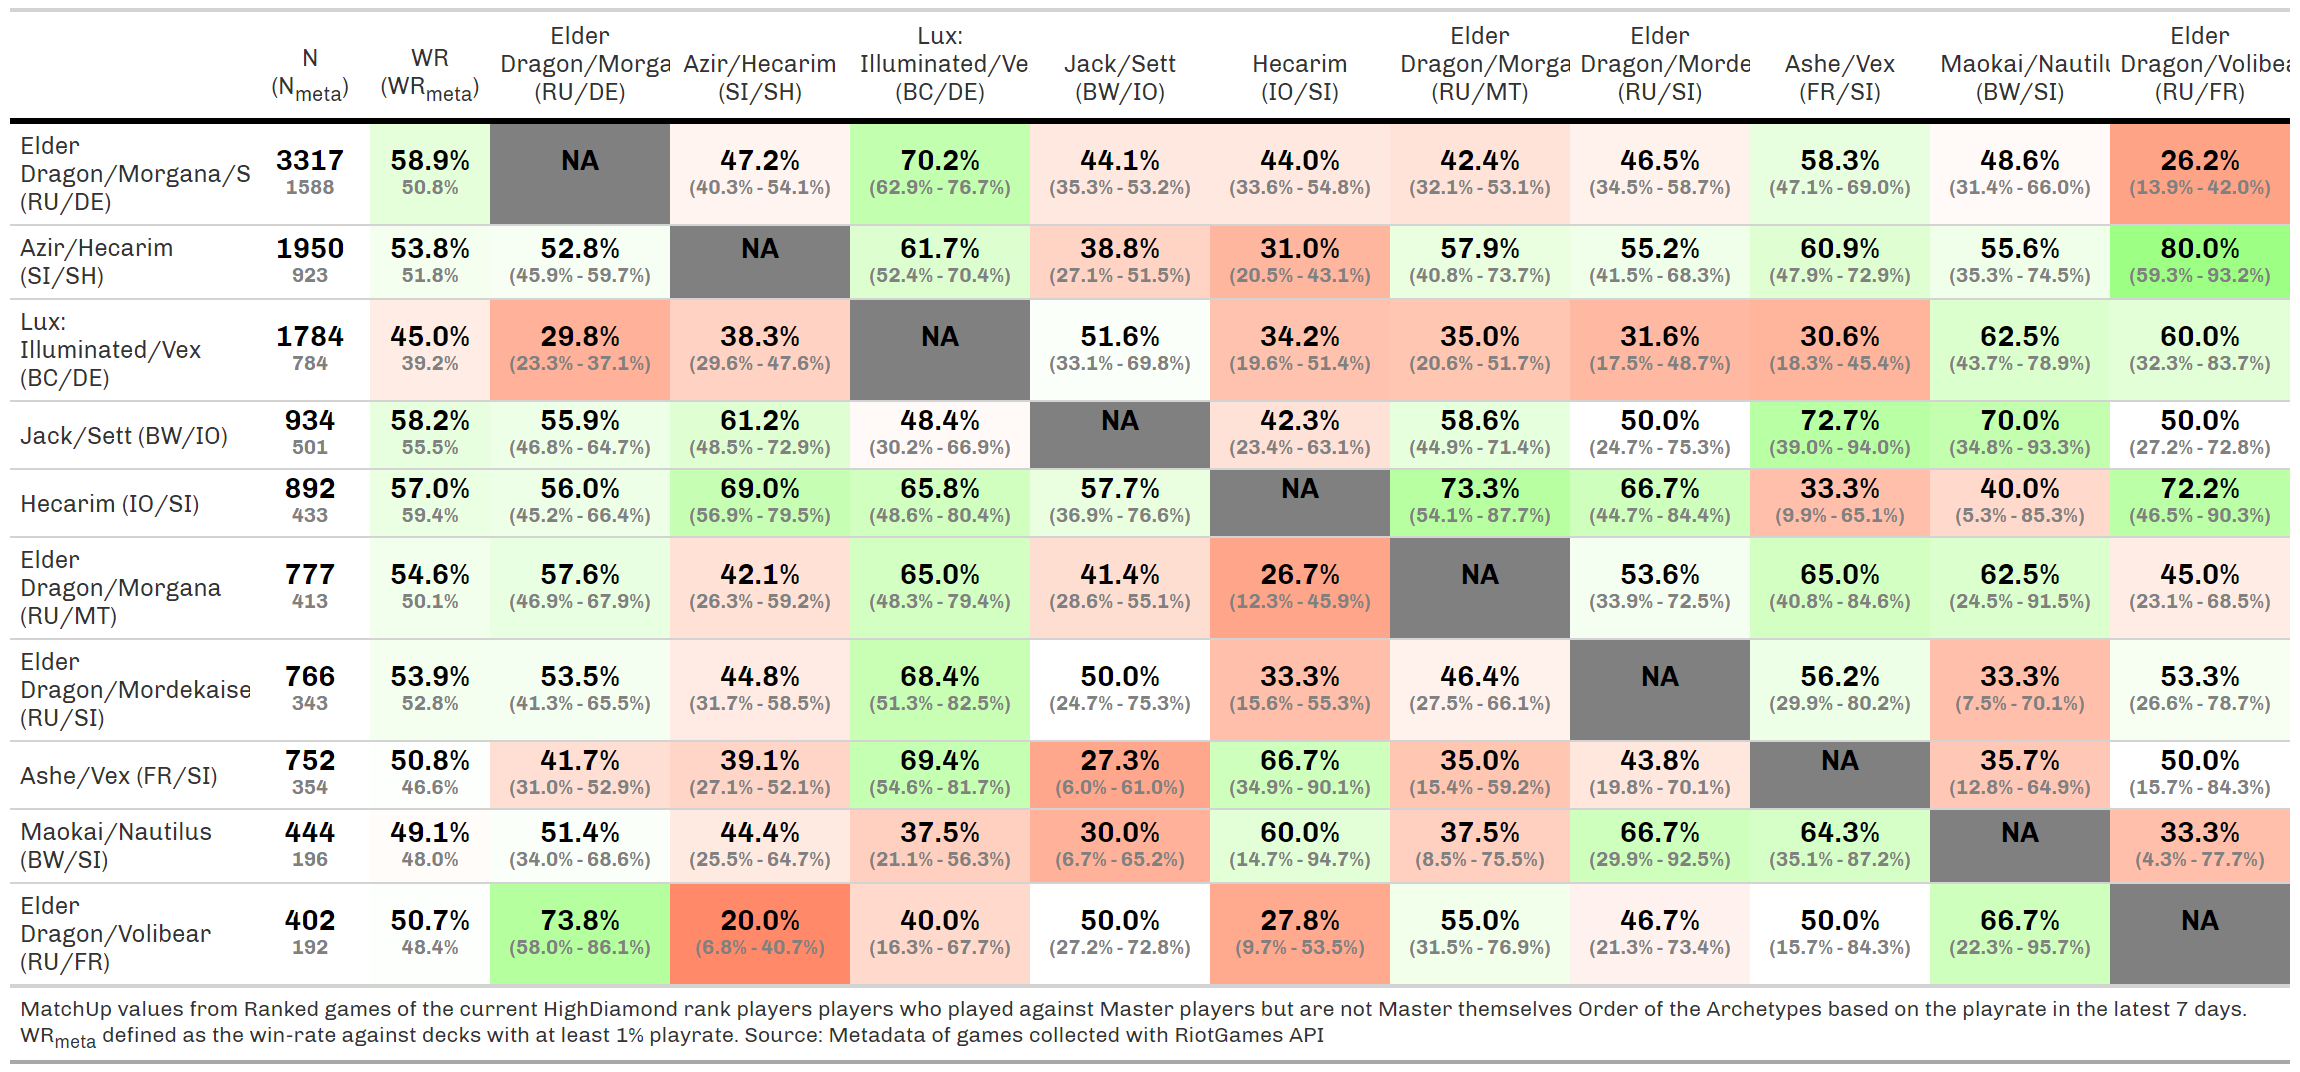 N (Nmeta) WR (WRmeta) Elder Dragon/Morga (RU/DE) Azir/Hecarim (SI/SH) Lux: Illuminated/Ve (BC/DE) Jack/Sett (BW/IO) Hecarim (IO/SI) Elder Dragon/Morga (RU/MT) Elder Dragon/Morde (RU/SI) Ashe/Vex (FR/SI) Maokai/Nautilu (BW/SI) Elder Dragon/Volibea (RU/FR)
Elder Dragon/Morgana/S (RU/DE) 3317 58.9% NA 47.2% 70.2% 44.1% 44.0% 42.4% 46.5% 58.3% 48.6% 26.2%
1588 50.8% (40.3% - 54.1%) (62.9% - 76.7%) (35.3% - 53.2%) (33.6% - 54.8%) (32.1% - 53.1%) (34.5% - 58.7%) (47.1% - 69.0%) (31.4% - 66.0%) (13.9% - 42.0%)
Azir/Hecarim (SI/SH) 1950 53.8% 52.8% NA 61.7% 38.8% 31.0% 57.9% 55.2% 60.9% 55.6% 80.0%
923 51.8% (45.9% - 59.7%) (52.4% - 70.4%) (27.1% - 51.5%) (20.5% - 43.1%) (40.8% - 73.7%) (41.5% - 68.3%) (47.9% - 72.9%) (35.3% - 74.5%) (59.3% - 93.2%)
Lux: Illuminated/Vex (BC/DE) 1784 45.0% 29.8% 38.3% NA 51.6% 34.2% 35.0% 31.6% 30.6% 62.5% 60.0%
784 39.2% (23.3% - 37.1%) (29.6% - 47.6%) (33.1% - 69.8%) (19.6% - 51.4%) (20.6% - 51.7%) (17.5% - 48.7%) (18.3% - 45.4%) (43.7% - 78.9%) (32.3% - 83.7%)
Jack/Sett (BW/IO) 934 58.2% 55.9% 61.2% 48.4% NA 42.3% 58.6% 50.0% 72.7% 70.0% 50.0%
501 55.5% (46.8% - 64.7%) (48.5% - 72.9%) (30.2% - 66.9%) (23.4% - 63.1%) (44.9% - 71.4%) (24.7% - 75.3%) (39.0% - 94.0%) (34.8% - 93.3%) (27.2% - 72.8%)
Hecarim (IO/SI) 892 57.0% 56.0% 69.0% 65.8% 57.7% NA 73.3% 66.7% 33.3% 40.0% 72.2%
433 59.4% (45.2% - 66.4%) (56.9% - 79.5%) (48.6% - 80.4%) (36.9% - 76.6%) (54.1% - 87.7%) (44.7% - 84.4%) (9.9% - 65.1%) (5.3% - 85.3%) (46.5% - 90.3%)
Elder Dragon/Morgana (RU/MT) 777 54.6% 57.6% 42.1% 65.0% 41.4% 26.7% NA 53.6% 65.0% 62.5% 45.0%
413 50.1% (46.9% - 67.9%) (26.3% - 59.2%) (48.3% - 79.4%) (28.6% - 55.1%) (12.3% - 45.9%) (33.9% - 72.5%) (40.8% - 84.6%) (24.5% - 91.5%) (23.1% - 68.5%)
Elder Dragon/Mordekaise (RU/SI) 766 53.9% 53.5% 44.8% 68.4% 50.0% 33.3% 46.4% NA 56.2% 33.3% 53.3%
343 52.8% (41.3% - 65.5%) (31.7% - 58.5%) (51.3% - 82.5%) (24.7% - 75.3%) (15.6% - 55.3%) (27.5% - 66.1%) (29.9% - 80.2%) (7.5% - 70.1%) (26.6% - 78.7%)
Ashe/Vex (FR/SI) 752 50.8% 41.7% 39.1% 69.4% 27.3% 66.7% 35.0% 43.8% NA 35.7% 50.0%
354 46.6% (31.0% - 52.9%) (27.1% - 52.1%) (54.6% - 81.7%) (6.0% - 61.0%) (34.9% - 90.1%) (15.4% - 59.2%) (19.8% - 70.1%) (12.8% - 64.9%) (15.7% - 84.3%)
Maokai/Nautilus (BW/SI) 444 49.1% 51.4% 44.4% 37.5% 30.0% 60.0% 37.5% 66.7% 64.3% NA 33.3%
196 48.0% (34.0% - 68.6%) (25.5% - 64.7%) (21.1% - 56.3%) (6.7% - 65.2%) (14.7% - 94.7%) (8.5% - 75.5%) (29.9% - 92.5%) (35.1% - 87.2%) (4.3% - 77.7%)
Elder Dragon/Volibear (RU/FR) 402 50.7% 73.8% 20.0% 40.0% 50.0% 27.8% 55.0% 46.7% 50.0% 66.7% NA
192 48.4% (58.0% - 86.1%) (6.8% - 40.7%) (16.3% - 67.7%) (27.2% - 72.8%) (9.7% - 53.5%) (31.5% - 76.9%) (21.3% - 73.4%) (15.7% - 84.3%) (22.3% - 95.7%)
MatchUp values from Ranked games of the current HighDiamond rank players players who played against Master players but are not Master themselves Order of the Archetypes based on the playrate in the latest 7 days.
WRmeta defined as the win-rate against decks with at least 1% playrate. Source: Metadata of games collected with RiotGames API